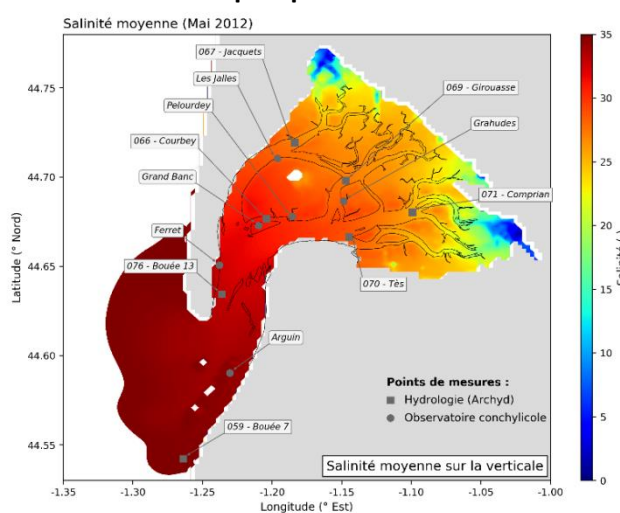 Salinité moyenne (Mai 2012)
067 - Jacquets
Les Jalles
069 - Girouasse
Pelourdey
Grahudes
066 - Courbey
071 - Comprian
Grand Banc
Ferret
076 - Bouée 13
070 - Tès
Arguin
059 - Bouée 7
Points de mesures :
Hydrologie (Archyd)
Observatoire conchylicole
Salinité moyenne sur la verticale
Latitude (° Nord)
44.75
44.70
44.65
44.60
44.55
-1.35 -1.30 -1.25 -1.20 -1.15 -1.10 -1.05 -1.00
Longitude (° Est)
35
30
25
20
15
10
5
0